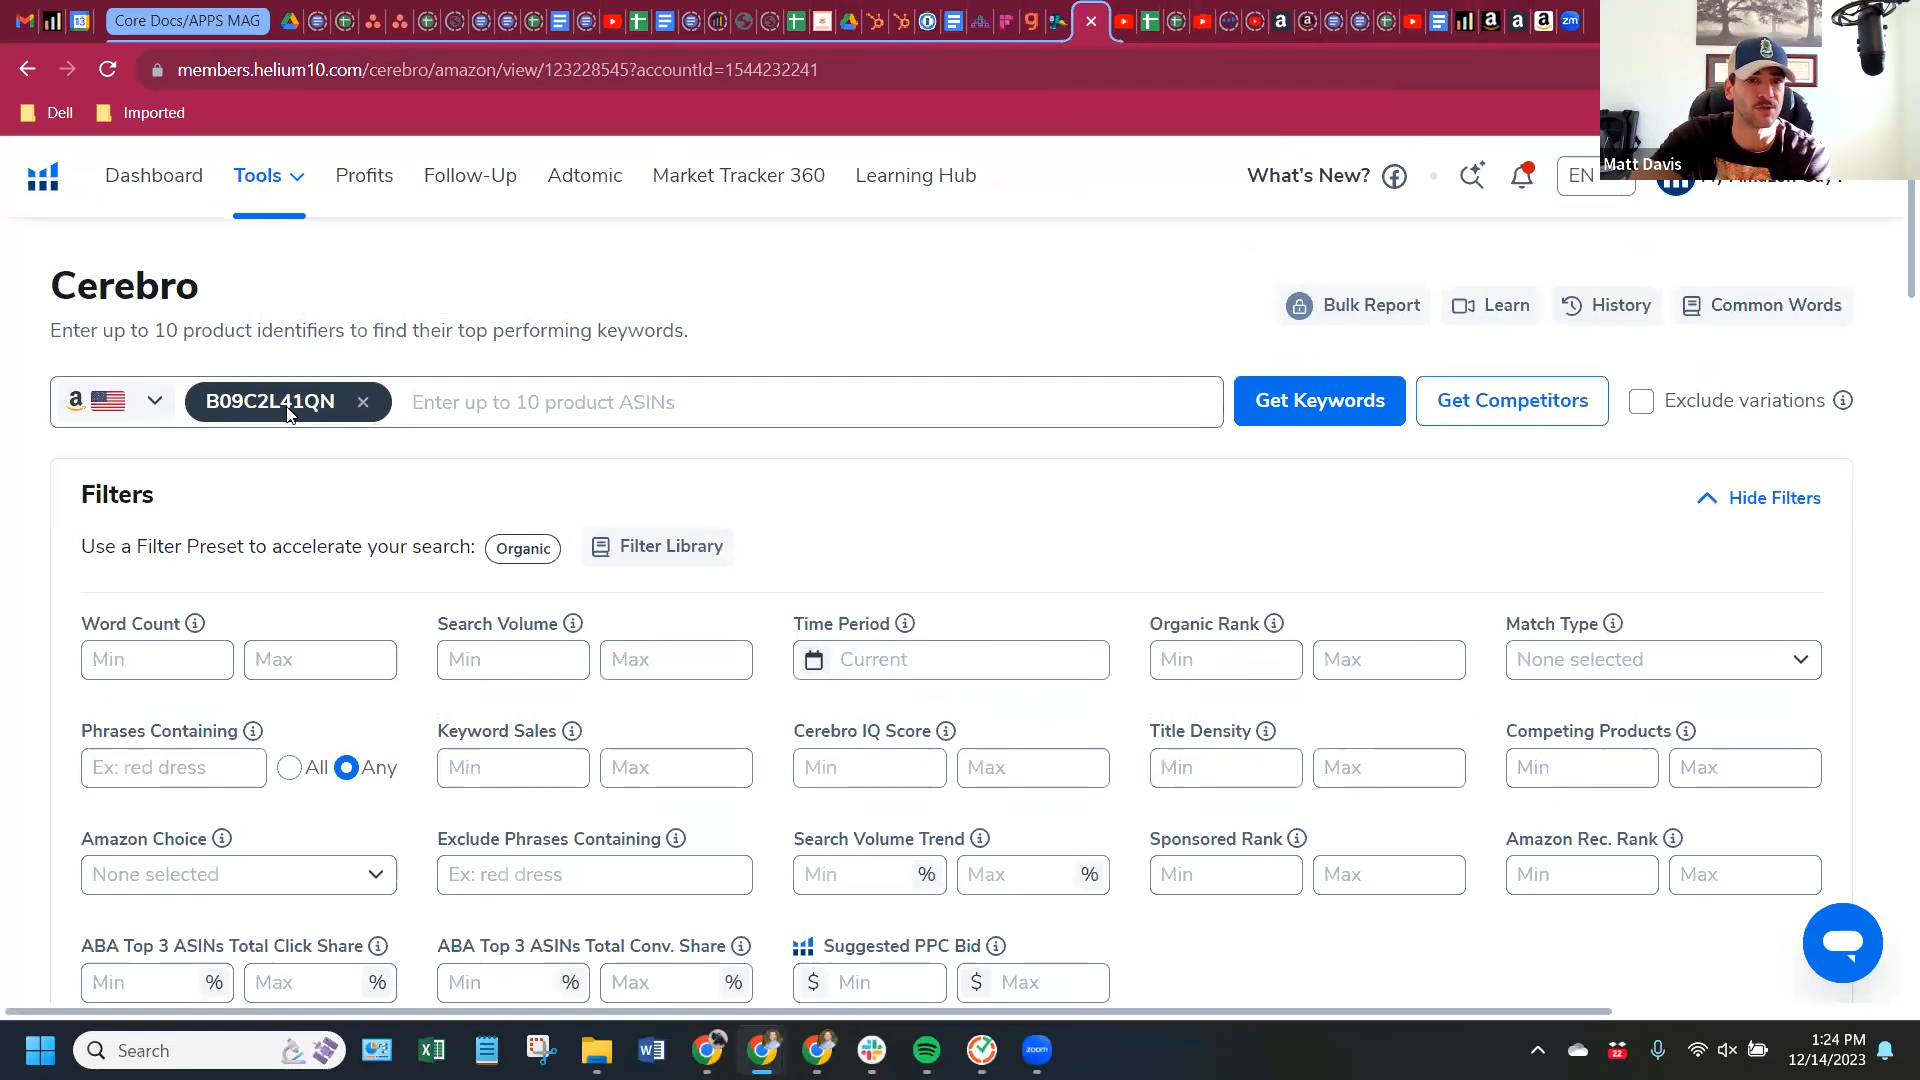 Core Docs/APPS MAG
members.helium10.com/cerebro/amazon/view/123228545?accountId=1544232241
Dell
Imported
Matt Davis
Dashboard
Tools
Profits
Follow-Up
Adtomic
Market Tracker 360
Learning Hub
What's New?
EN
Cerebro
Enter up to 10 product identifiers to find their top performing keywords.
Bulk Report
Learn
History
Common Words
B09C2L41QN
Enter up to 10 product ASINs
Get Keywords
Get Competitors
Exclude variations
Filters
Hide Filters
Use a Filter Preset to accelerate your search:
Organic
Filter Library
Word Count
Search Volume
Time Period
Organic Rank
Match Type
Min
Max
Min
Max
Current
Min
Max
None selected
Phrases Containing
Keyword Sales
Cerebro IQ Score
Title Density
Competing Products
Ex: red dress
All
Any
Min
Max
Min
Max
Min
Max
Min
Max
Amazon Choice
Exclude Phrases Containing
Search Volume Trend
Sponsored Rank
Amazon Rec. Rank
None selected
Ex: red dress
Min %
Max %
Min
Max
Min
Max
ABA Top 3 ASINs Total Click Share
ABA Top 3 ASINs Total Conv. Share
Suggested PPC Bid
Min %
Max %
Min %
Max %
$ Min
$ Max
Search
zoom
22
1:24 PM
12/14/2023